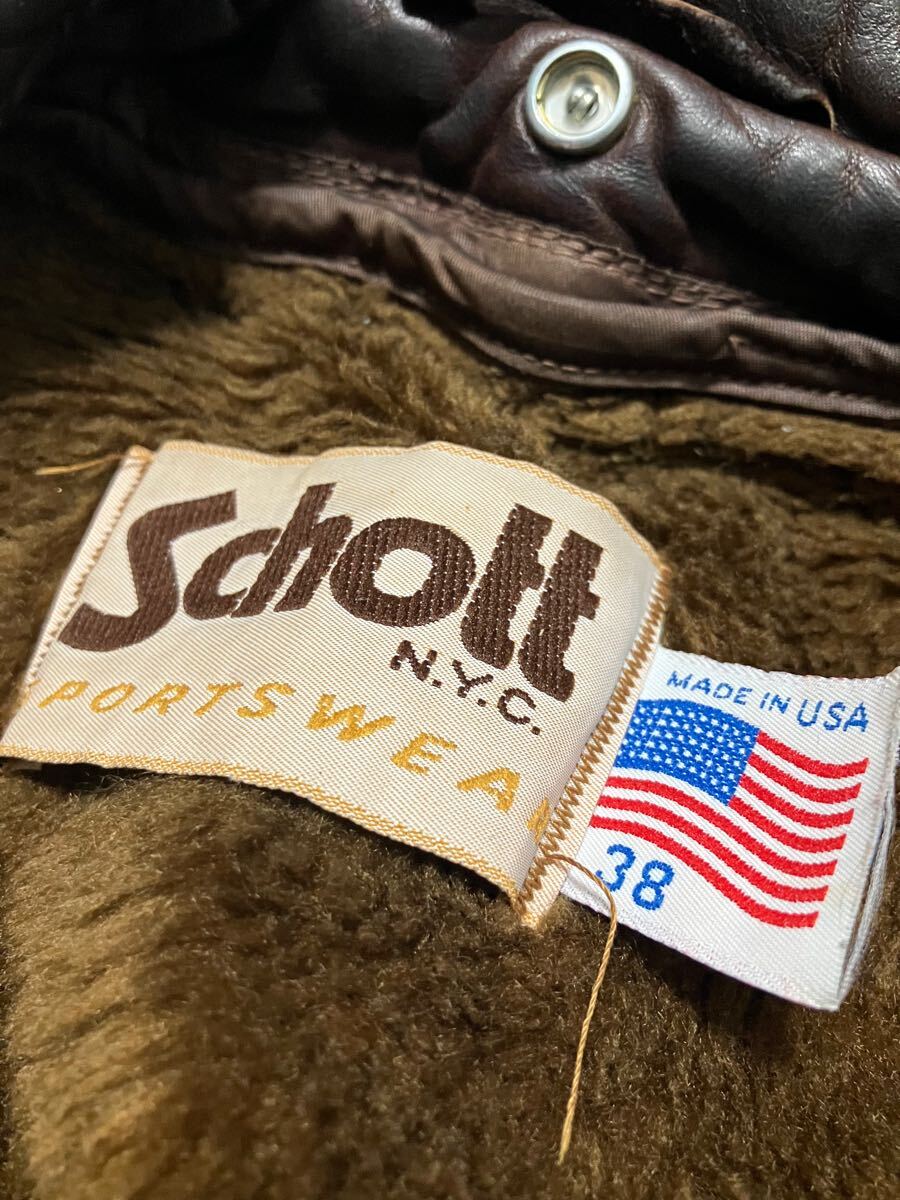 Schott
N.Y.C.
SPORTSWEAR
MADE IN USA
38